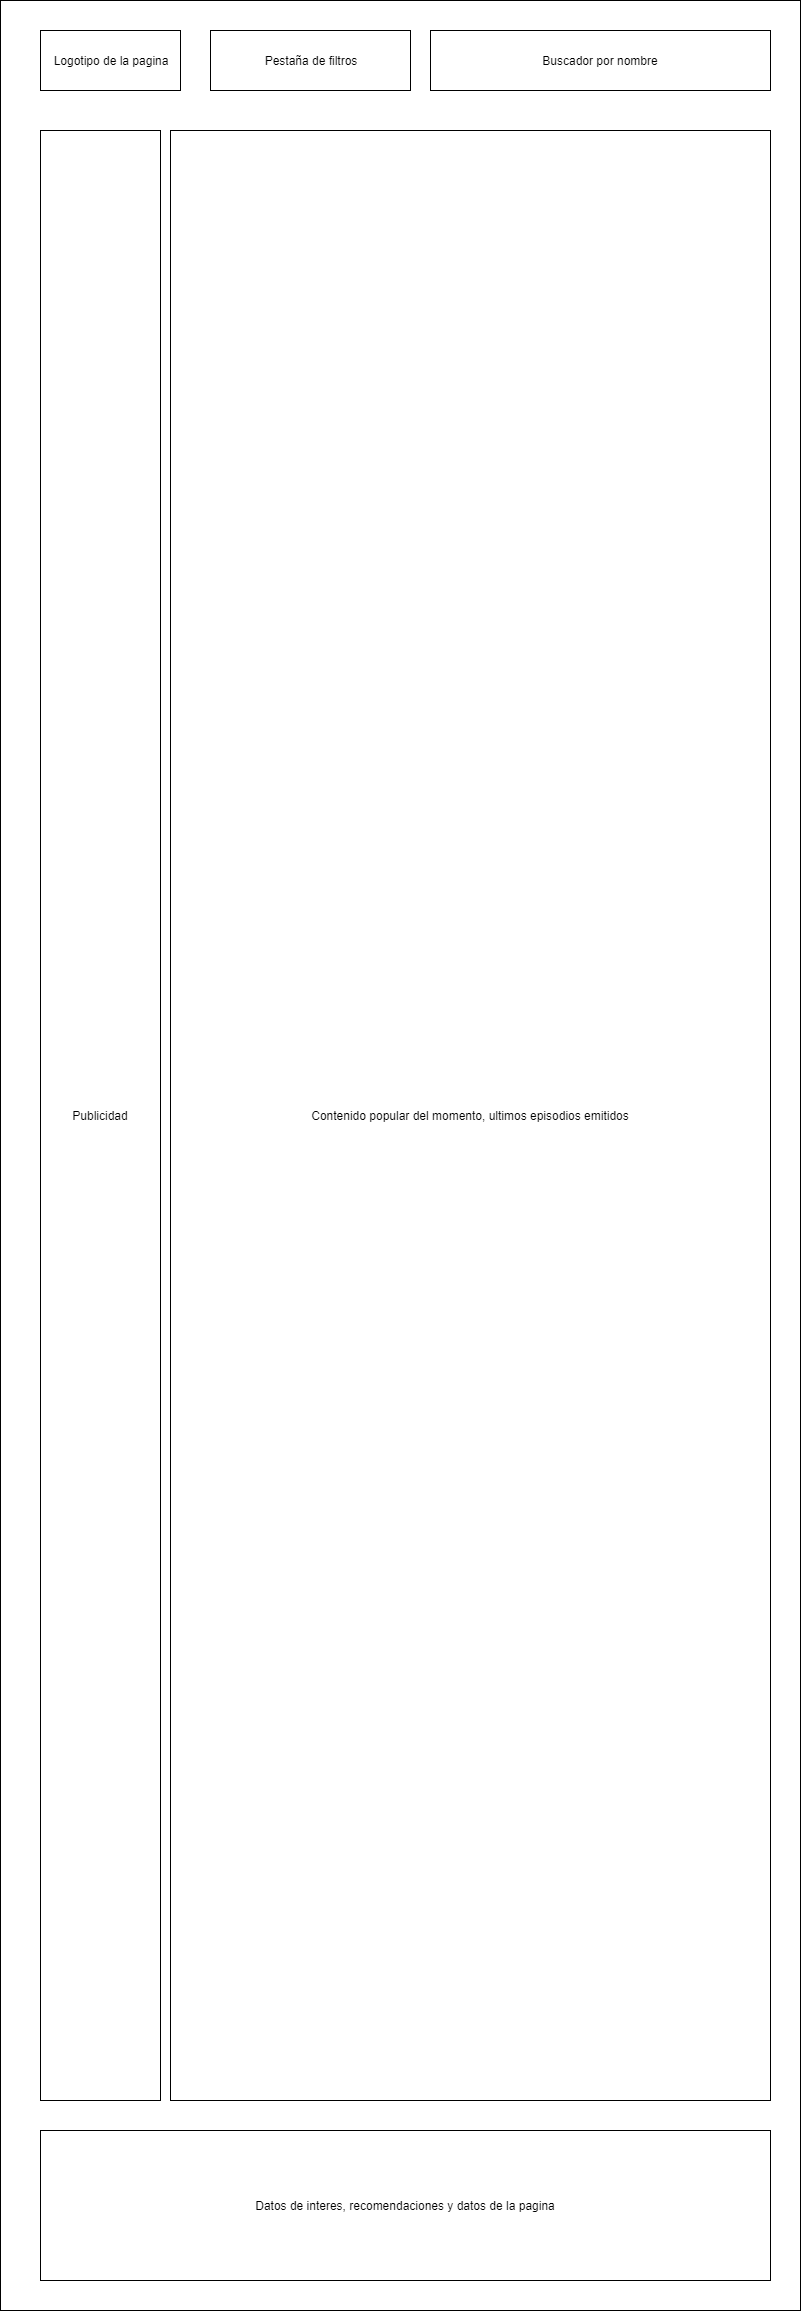 Logotipo de la pagina
Pestaña de filtros
Buscador por nombre
Publicidad
Contenido popular del momento, ultimos episodios emitidos
Datos de interes, recomendaciones y datos de la pagina